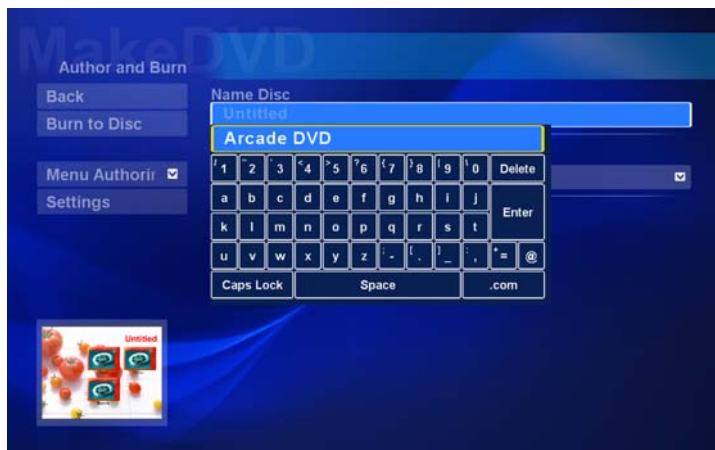 MakeDVD
Author and Burn
Back
Burn to Disc
Menu Authorir
Settings
Name Disc
Untitled
Arcade DVD
1 2 3 < 4 > 5 ? 6 { 7 } 8 | 9 \ 0 Delete
a b c d e f g h i j
Enter
k l m n o p q r s t
u v w x y z ; - [ . ] _ : , + = @
Caps Lock Space .com
Untitled